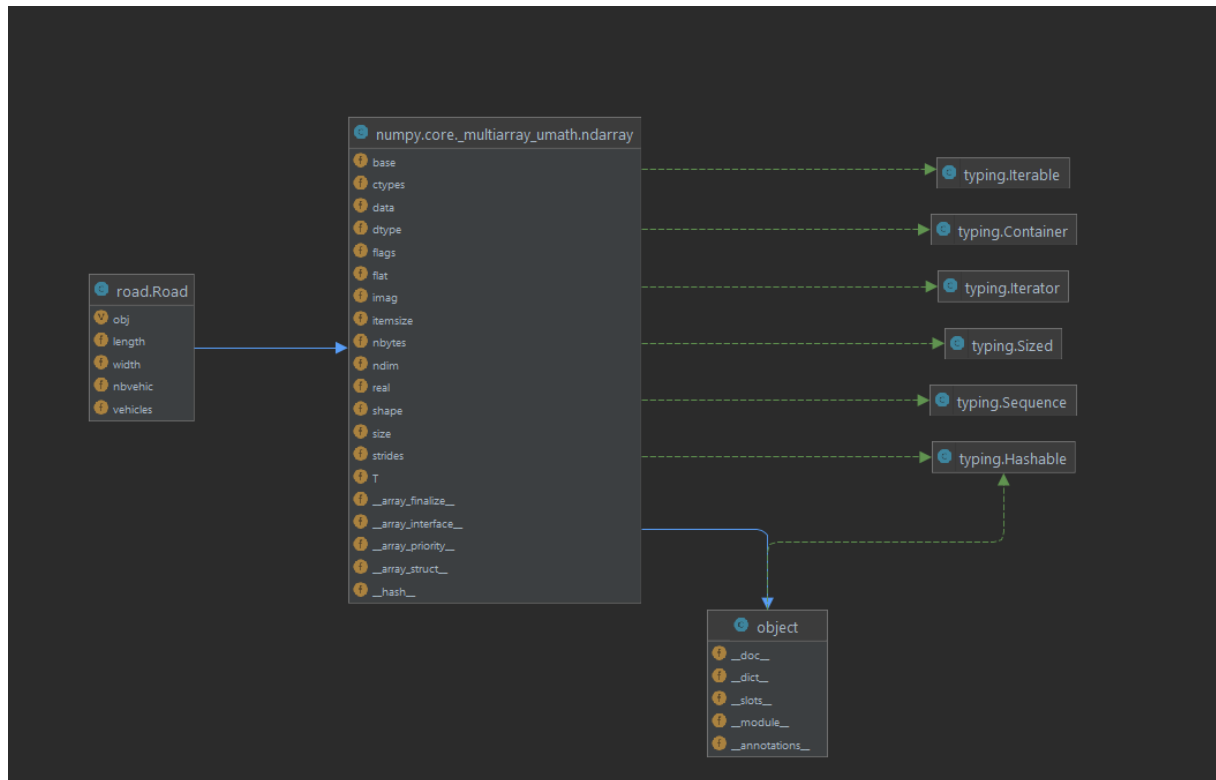 road.Road
obj
length
width
nbvehic
vehicles
numpy.core._multiarray_umath.ndarray
base
ctypes
data
dtype
flags
flat
imag
itemsize
nbytes
ndim
real
shape
size
strides
T
__array_finalize__
__array_interface__
__array_priority__
__array_struct__
__hash__
typing.Iterable
typing.Container
typing.Iterator
typing.Sized
typing.Sequence
typing.Hashable
object
__doc__
__dict__
__slots__
__module__
__annotations__